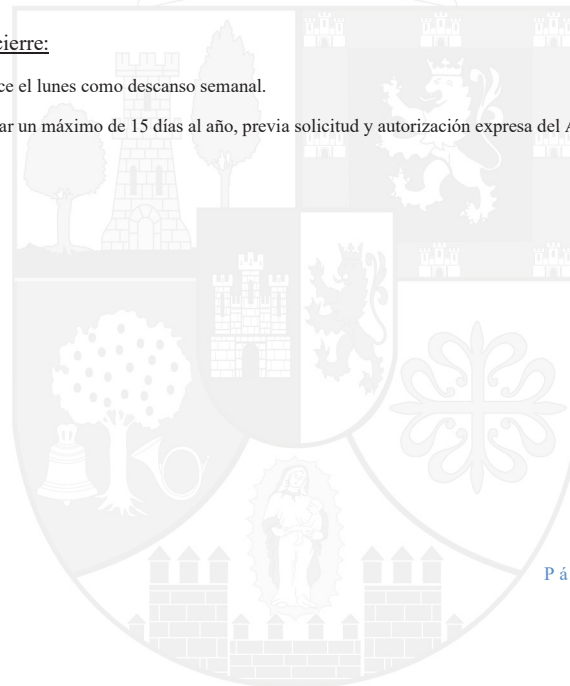 cierre:
ce el lunes como descanso semanal.
ar un máximo de 15 días al año, previa solicitud y autorización expresa del A
P á